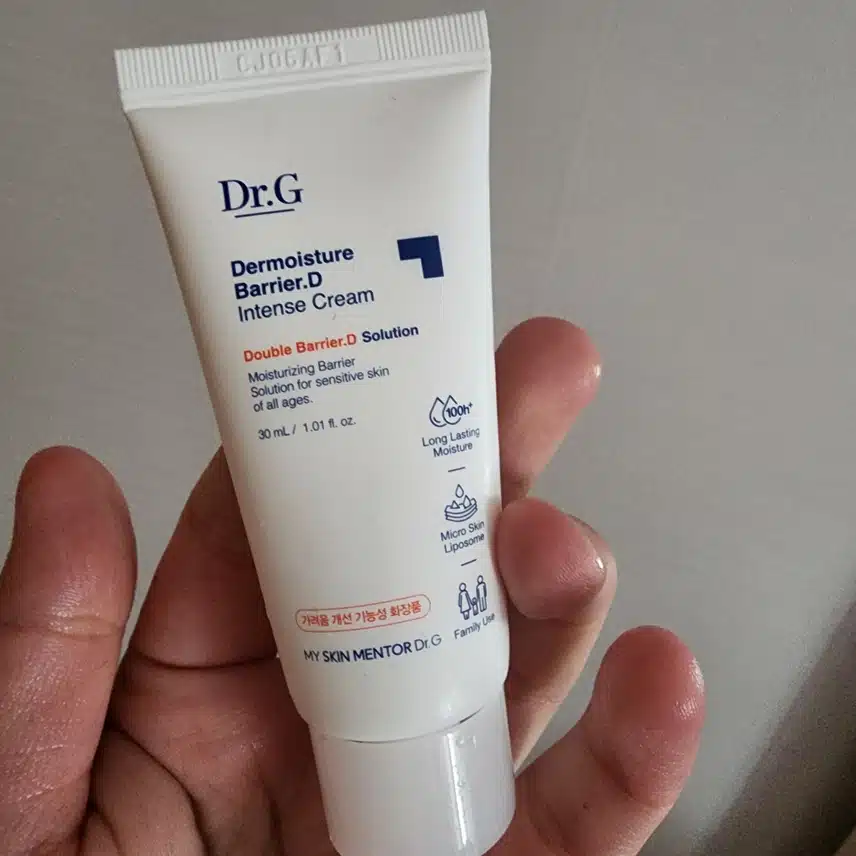 CJ06AF1
Dr.G
Dermoisture
Barrier.D
Intense Cream
Double Barrier.D Solution
Moisturizing Barrier
Solution for sensitive skin
of all ages.
30 mL / 1.01 fl. oz.
100h+
Long Lasting
Moisture
Micro Skin
Liposome
Family Use
가려움 개선 기능성 화장품
MY SKIN MENTOR Dr.G